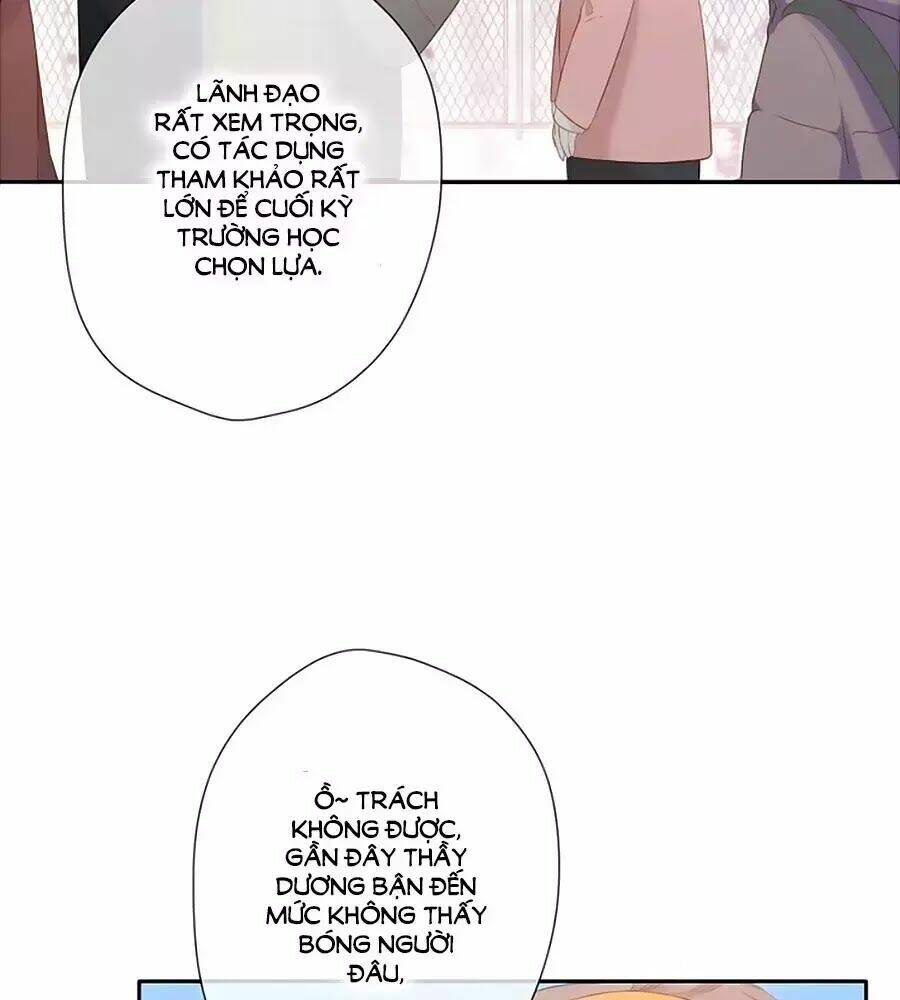 LÃNH ĐẠO
RẤT XEM TRỌNG,
CÓ TÁC DỤNG
THAM KHẢO RẤT
LỚN ĐỂ CUỐI KỲ
TRƯỜNG HỌC
CHỌN LỰA.
Ồ~ TRÁCH
KHÔNG ĐƯỢC,
GẦN ĐÂY THẦY
DƯƠNG BẬN ĐẾN
MỨC KHÔNG THẤY
BÓNG NGƯỜI
ĐÂU,